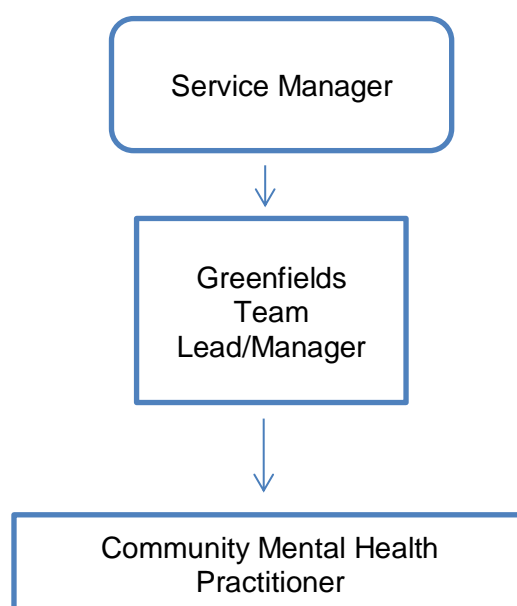 Service Manager
Greenfields
Team
Lead/Manager
Community Mental Health
Practitioner